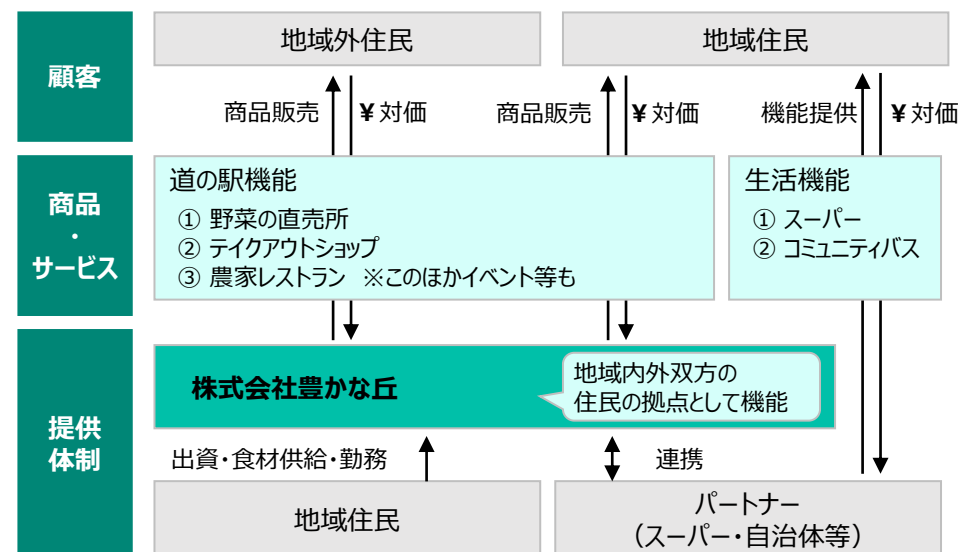 顧客
地域外住民
地域住民
商品販売
¥ 対価
商品販売
¥ 対価
機能提供
¥ 対価
商品
・
サービス
道の駅機能
① 野菜の直売所
② テイクアウトショップ
③ 農家レストラン ※このほかイベント等も
生活機能
① スーパー
② コミュニティバス
提供
体制
株式会社豊かな丘
地域内外双方の
住民の拠点として機能
出資・食材供給・勤務
連携
地域住民
パートナー
（スーパー・自治体等）